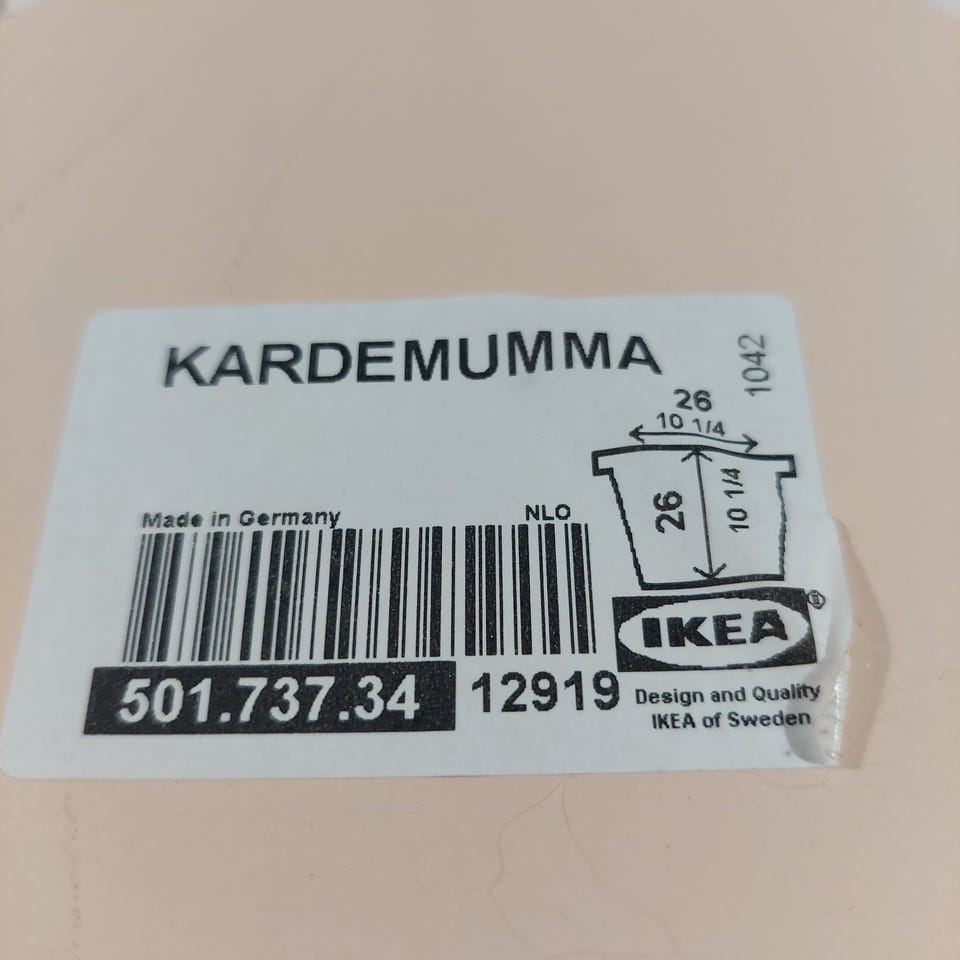 KARDEMUMMA
1042
26
10 1/4
26
10 1/4
Made in Germany
NLO
IKEA®
501.737.34
12919
Design and Quality
IKEA of Sweden